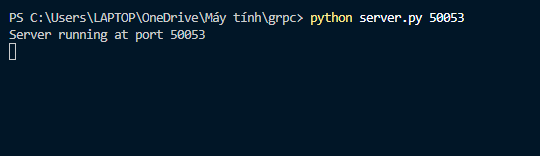 PS C:\Users\LAPTOP\OneDrive\Máy tính\grpc> python server.py 50053
Server running at port 50053